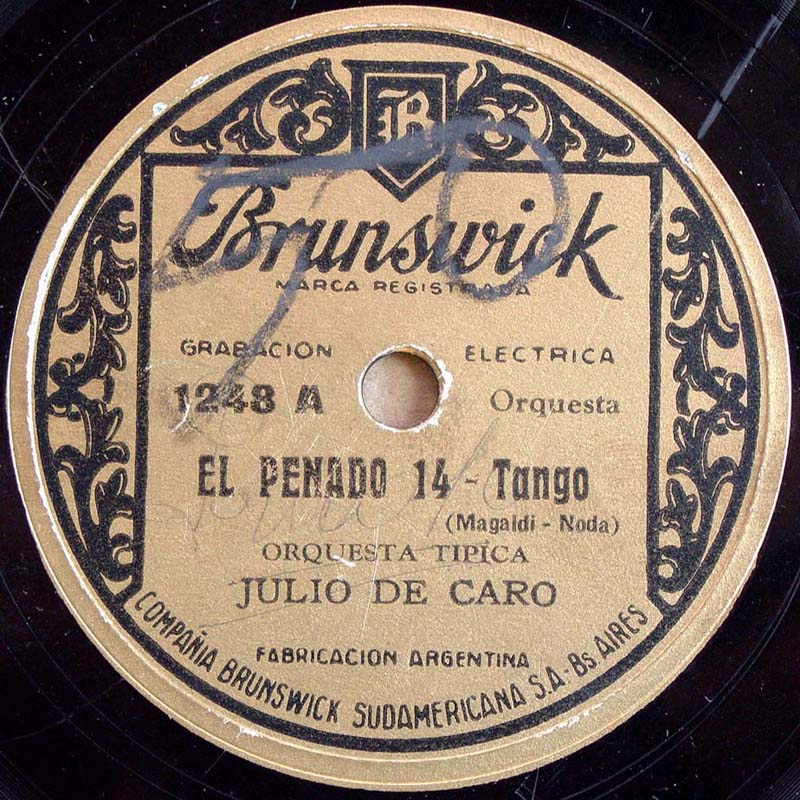 B
Brunswick
MARCA REGISTRADA
GRABACION ELECTRICA
1248 A Orquesta
EL PENADO 14 - Tango
(Magaldi - Noda)
ORQUESTA TIPICA
JULIO DE CARO
FABRICACION ARGENTINA
COMPAÑIA BRUNSWICK SUDAMERICANA S.A. - Bs. AIRES